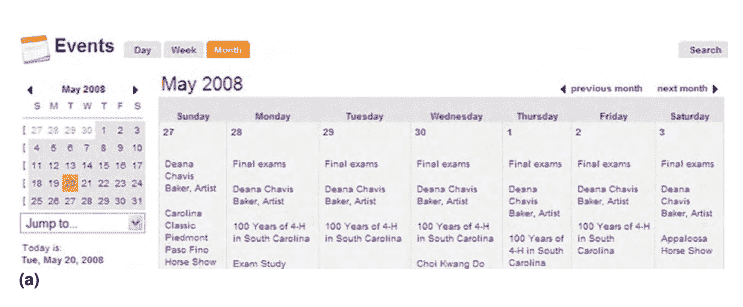 Events Day Week Month Search
May 2008
S M T W T F S
[ 27 28 29 30 1 2 3
[ 4 5 6 7 8 9 10
[ 11 12 13 14 15 16 17
[ 18 19 20 21 22 23 24
[ 25 26 27 28 29 30 31
Jump to...
Today is:
Tue, May 20, 2008
May 2008 previous month next month
Sunday Monday Tuesday Wednesday Thursday Friday Saturday
27
Deana
Chavis
Baker, Artist
Carolina
Classic
Piedmont
Paso Fino
Horse Show
28
Final exams
Deana Chavis
Baker, Artist
100 Years of 4-H
in South Carolina
Exam Study
29
Final exams
Deana Chavis
Baker, Artist
100 Years of 4-H
in South Carolina
30
Final exams
Deana Chavis
Baker, Artist
100 Years of 4-H
in South Carolina
Choi Kwang Do
1
Final exams
Deana
Chavis
Baker, Artist
100 Years of
4-H in South
Carolina
2
Final exams
Deana Chavis
Baker, Artist
100 Years of 4-H
in South
Carolina
3
Final exams
Deana
Chavis
Baker, Artist
Appaloosa
Horse Show
(a)